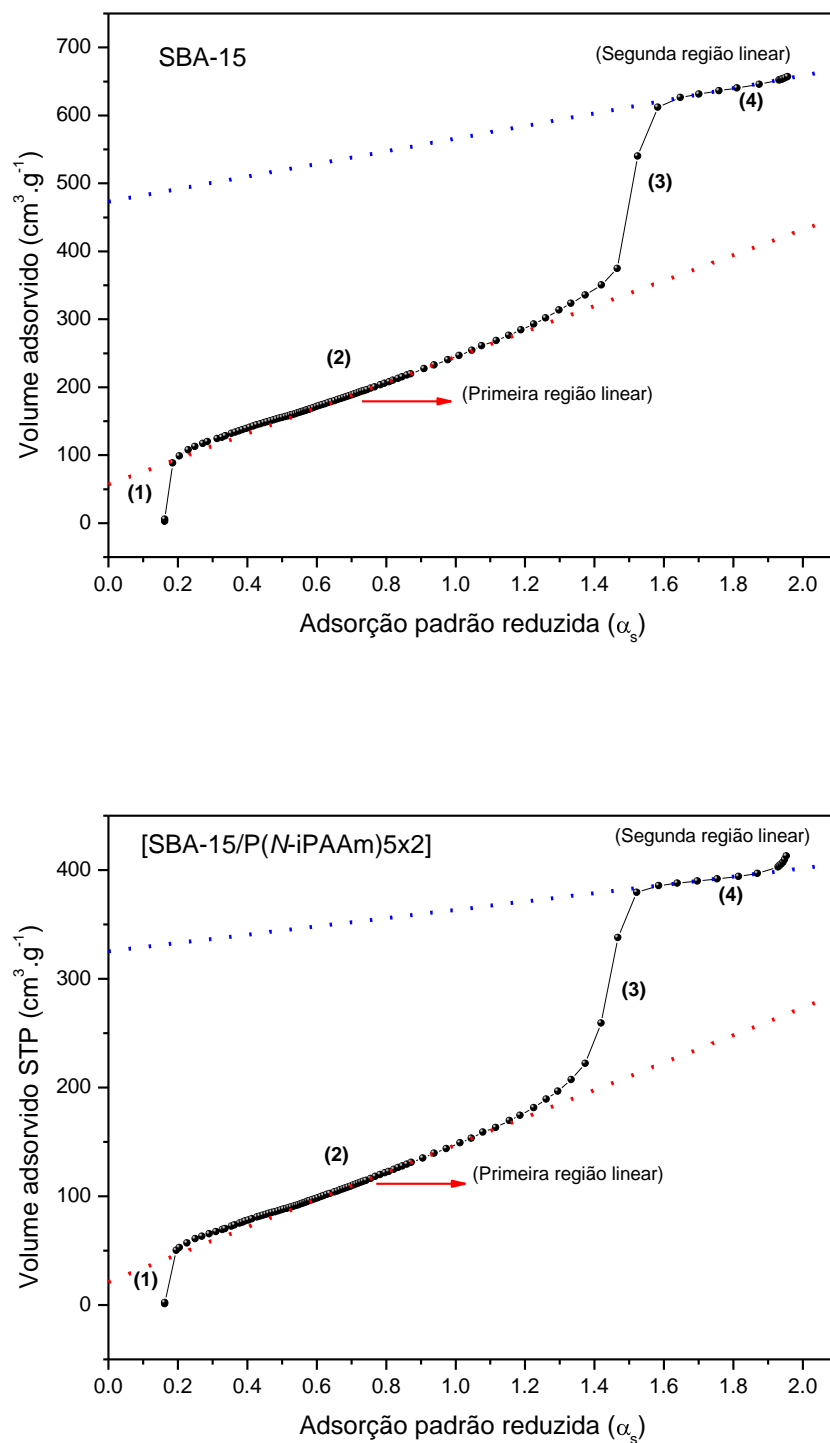 SBA-15
(Segunda região linear)
700
600
500
400
300
200
100
0
(4)
(3)
(2)
(Primeira região linear)
(1)
0.0 0.2 0.4 0.6 0.8 1.0 1.2 1.4 1.6 1.8 2.0
Volume adsorvido (cm³.g⁻¹)
Adsorção padrão reduzida (αs)
[SBA-15/P(N-iPAAm)5x2]
(Segunda região linear)
400
300
200
100
0
(4)
(3)
(2)
(Primeira região linear)
(1)
0.0 0.2 0.4 0.6 0.8 1.0 1.2 1.4 1.6 1.8 2.0
Volume adsorvido STP (cm³.g⁻¹)
Adsorção padrão reduzida (αs)